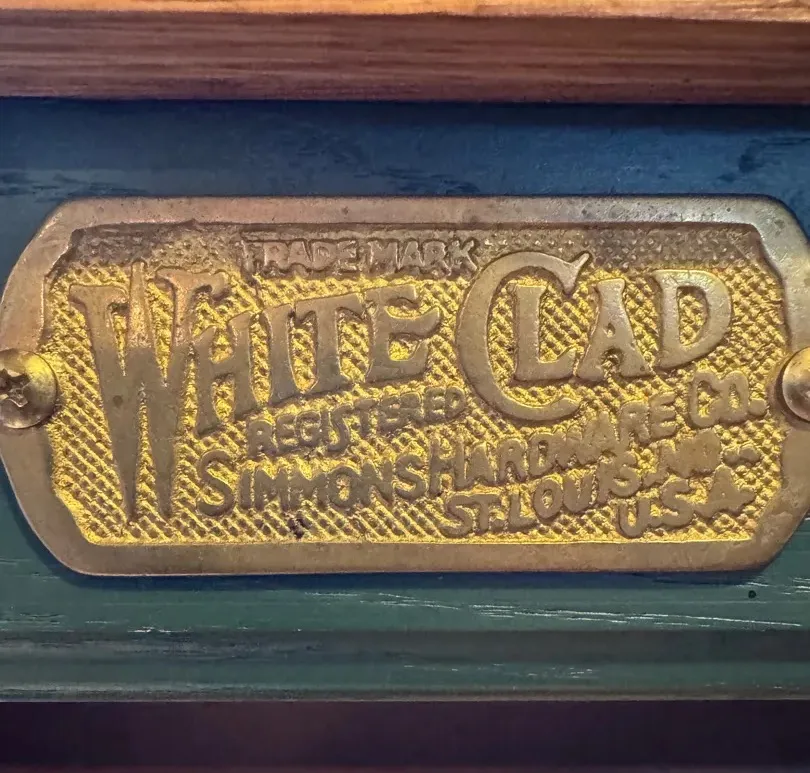 TRADE MARK
WHITE CLAD
REGISTERED
SIMMONS HARDWARE CO.
ST. LOUIS. MO.
U.S.A.